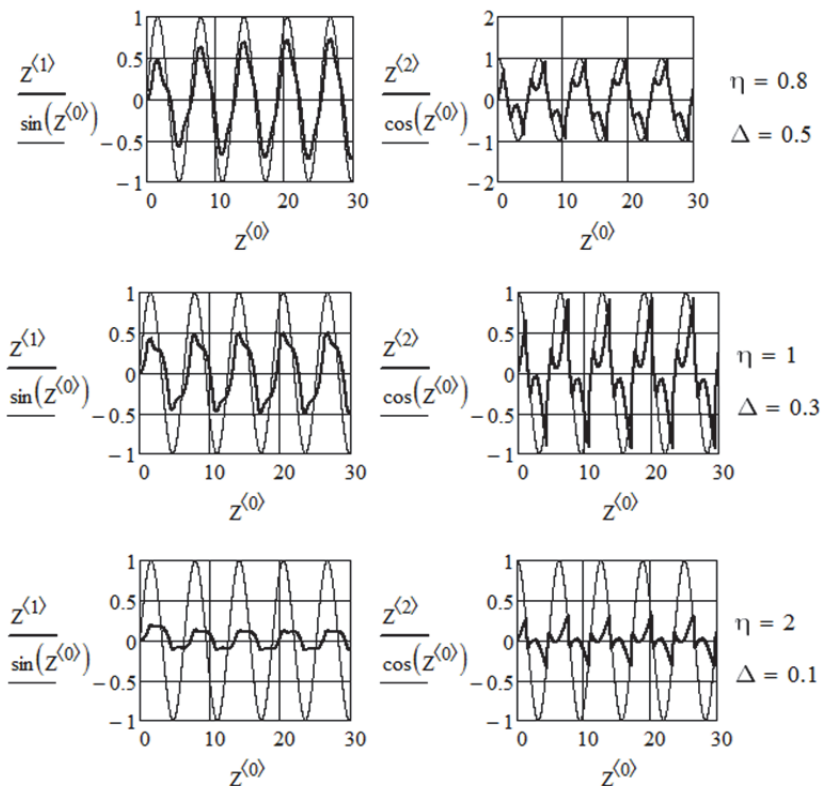 1
0.5
0
−0.5
−1
Z⟨1⟩
sin(Z⟨0⟩)
0 10 20 30
Z⟨0⟩
2
1
0
−1
−2
Z⟨2⟩
cos(Z⟨0⟩)
0 10 20 30
Z⟨0⟩
η = 0.8
Δ = 0.5
1
0.5
0
−0.5
−1
Z⟨1⟩
sin(Z⟨0⟩)
0 10 20 30
Z⟨0⟩
1
0.5
0
−0.5
−1
Z⟨2⟩
cos(Z⟨0⟩)
0 10 20 30
Z⟨0⟩
η = 1
Δ = 0.3
1
0.5
0
−0.5
−1
Z⟨1⟩
sin(Z⟨0⟩)
0 10 20 30
Z⟨0⟩
1
0.5
0
−0.5
−1
Z⟨2⟩
cos(Z⟨0⟩)
0 10 20 30
Z⟨0⟩
η = 2
Δ = 0.1